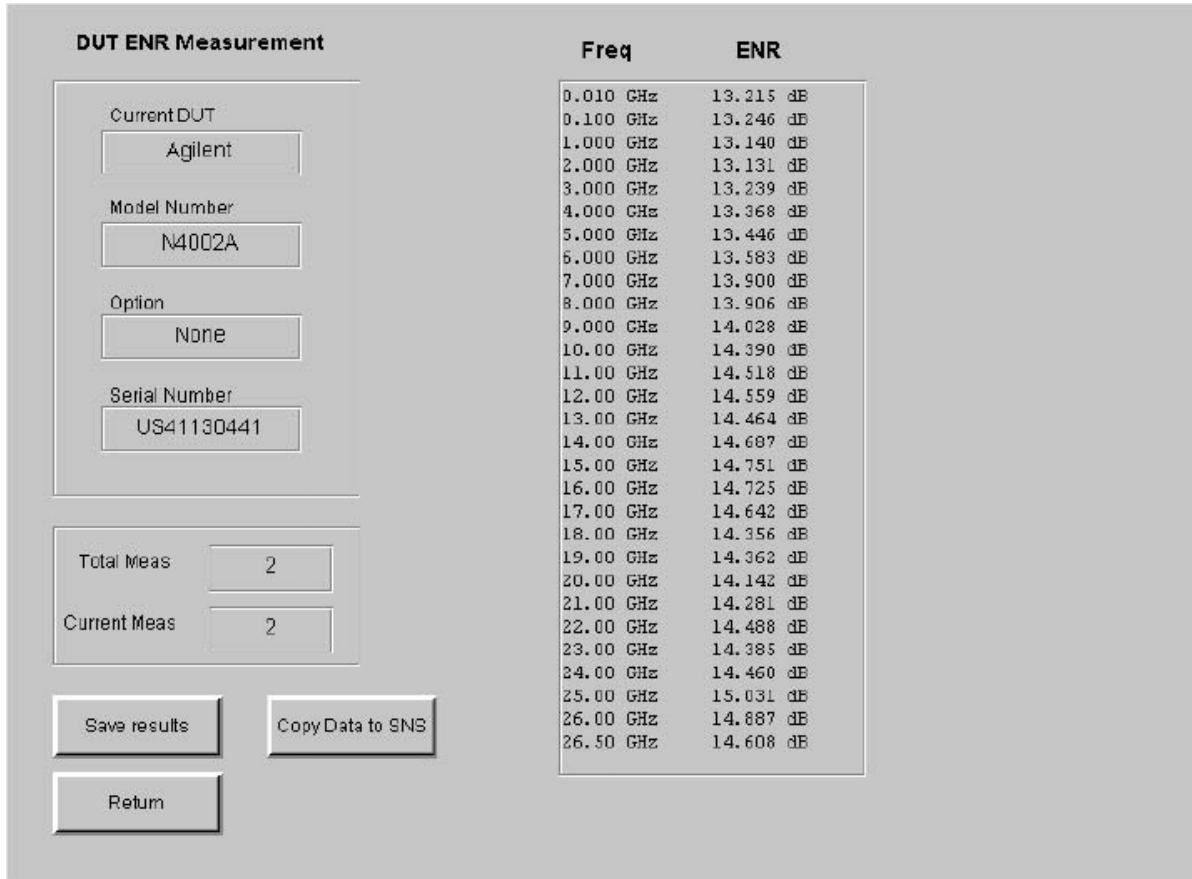 DUT ENR Measurement
Current DUT
Agilent
Model Number
N4002A
Option
None
Serial Number
US41130441
Total Meas
2
Current Meas
2
Save results
Copy Data to SNS
Return
Freq ENR
0.010 GHz 13.215 dB
0.100 GHz 13.246 dB
1.000 GHz 13.140 dB
2.000 GHz 13.131 dB
3.000 GHz 13.239 dB
4.000 GHz 13.368 dB
5.000 GHz 13.446 dB
6.000 GHz 13.583 dB
7.000 GHz 13.900 dB
8.000 GHz 13.906 dB
9.000 GHz 14.028 dB
10.00 GHz 14.390 dB
11.00 GHz 14.518 dB
12.00 GHz 14.559 dB
13.00 GHz 14.464 dB
14.00 GHz 14.687 dB
15.00 GHz 14.751 dB
16.00 GHz 14.725 dB
17.00 GHz 14.642 dB
18.00 GHz 14.356 dB
19.00 GHz 14.362 dB
20.00 GHz 14.142 dB
21.00 GHz 14.281 dB
22.00 GHz 14.488 dB
23.00 GHz 14.385 dB
24.00 GHz 14.460 dB
25.00 GHz 15.031 dB
26.00 GHz 14.887 dB
26.50 GHz 14.608 dB